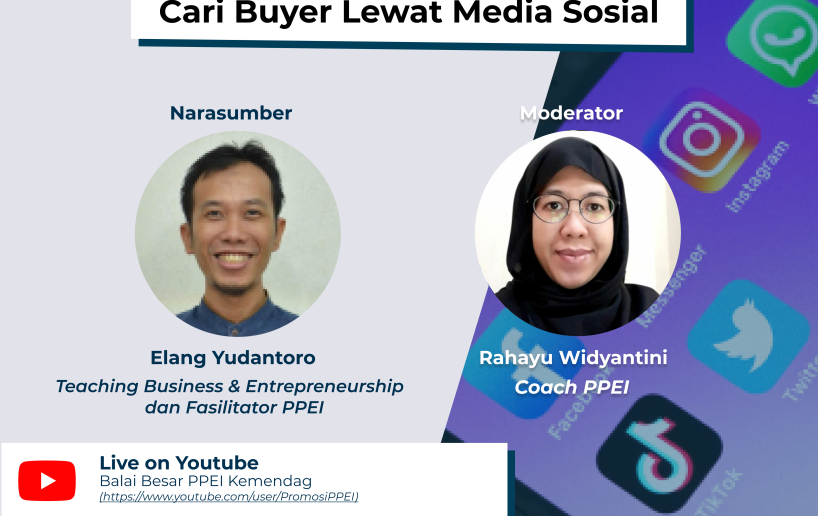 Cari Buyer Lewat Media Sosial
Narasumber
Moderator
Instagram
Messenger
Elang Yudantoro
Teaching Business & Entrepreneurship
dan Fasilitator PPEI
Rahayu Widyantini
Coach PPEI
Facebook
TikTok
Live on Youtube
Balai Besar PPEI Kemendag
(https://www.youtube.com/user/PromosiPPEI)